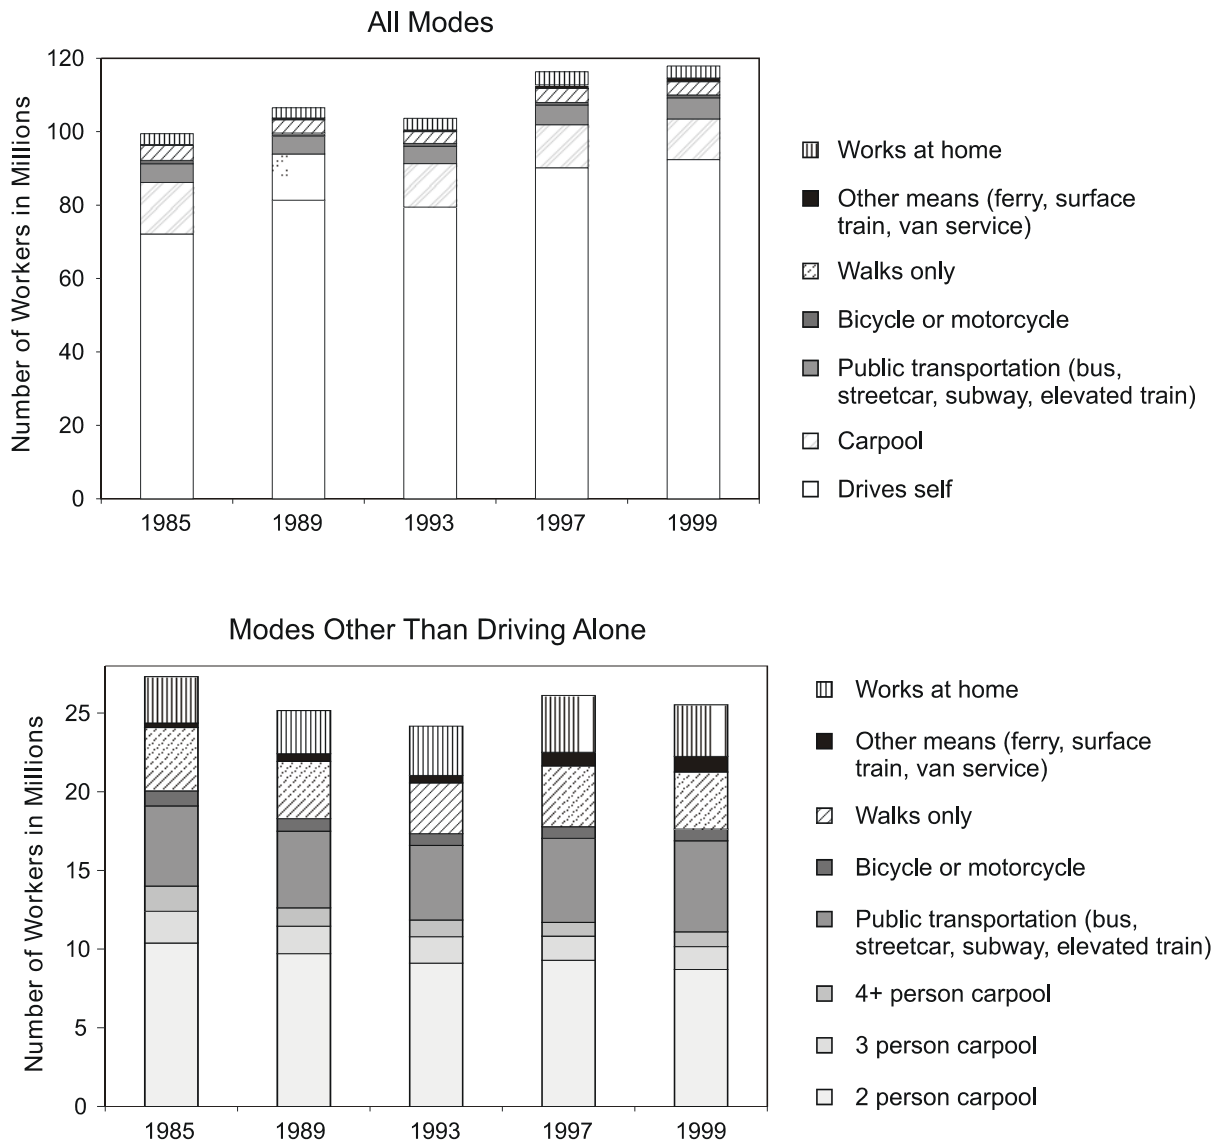 All Modes
Number of Workers in Millions
120
100
80
60
40
20
0
1985
1989
1993
1997
1999
Works at home
Other means (ferry, surface
train, van service)
Walks only
Bicycle or motorcycle
Public transportation (bus,
streetcar, subway, elevated train)
Carpool
Drives self
Modes Other Than Driving Alone
Number of Workers in Millions
25
20
15
10
5
0
1985
1989
1993
1997
1999
Works at home
Other means (ferry, surface
train, van service)
Walks only
Bicycle or motorcycle
Public transportation (bus,
streetcar, subway, elevated train)
4+ person carpool
3 person carpool
2 person carpool